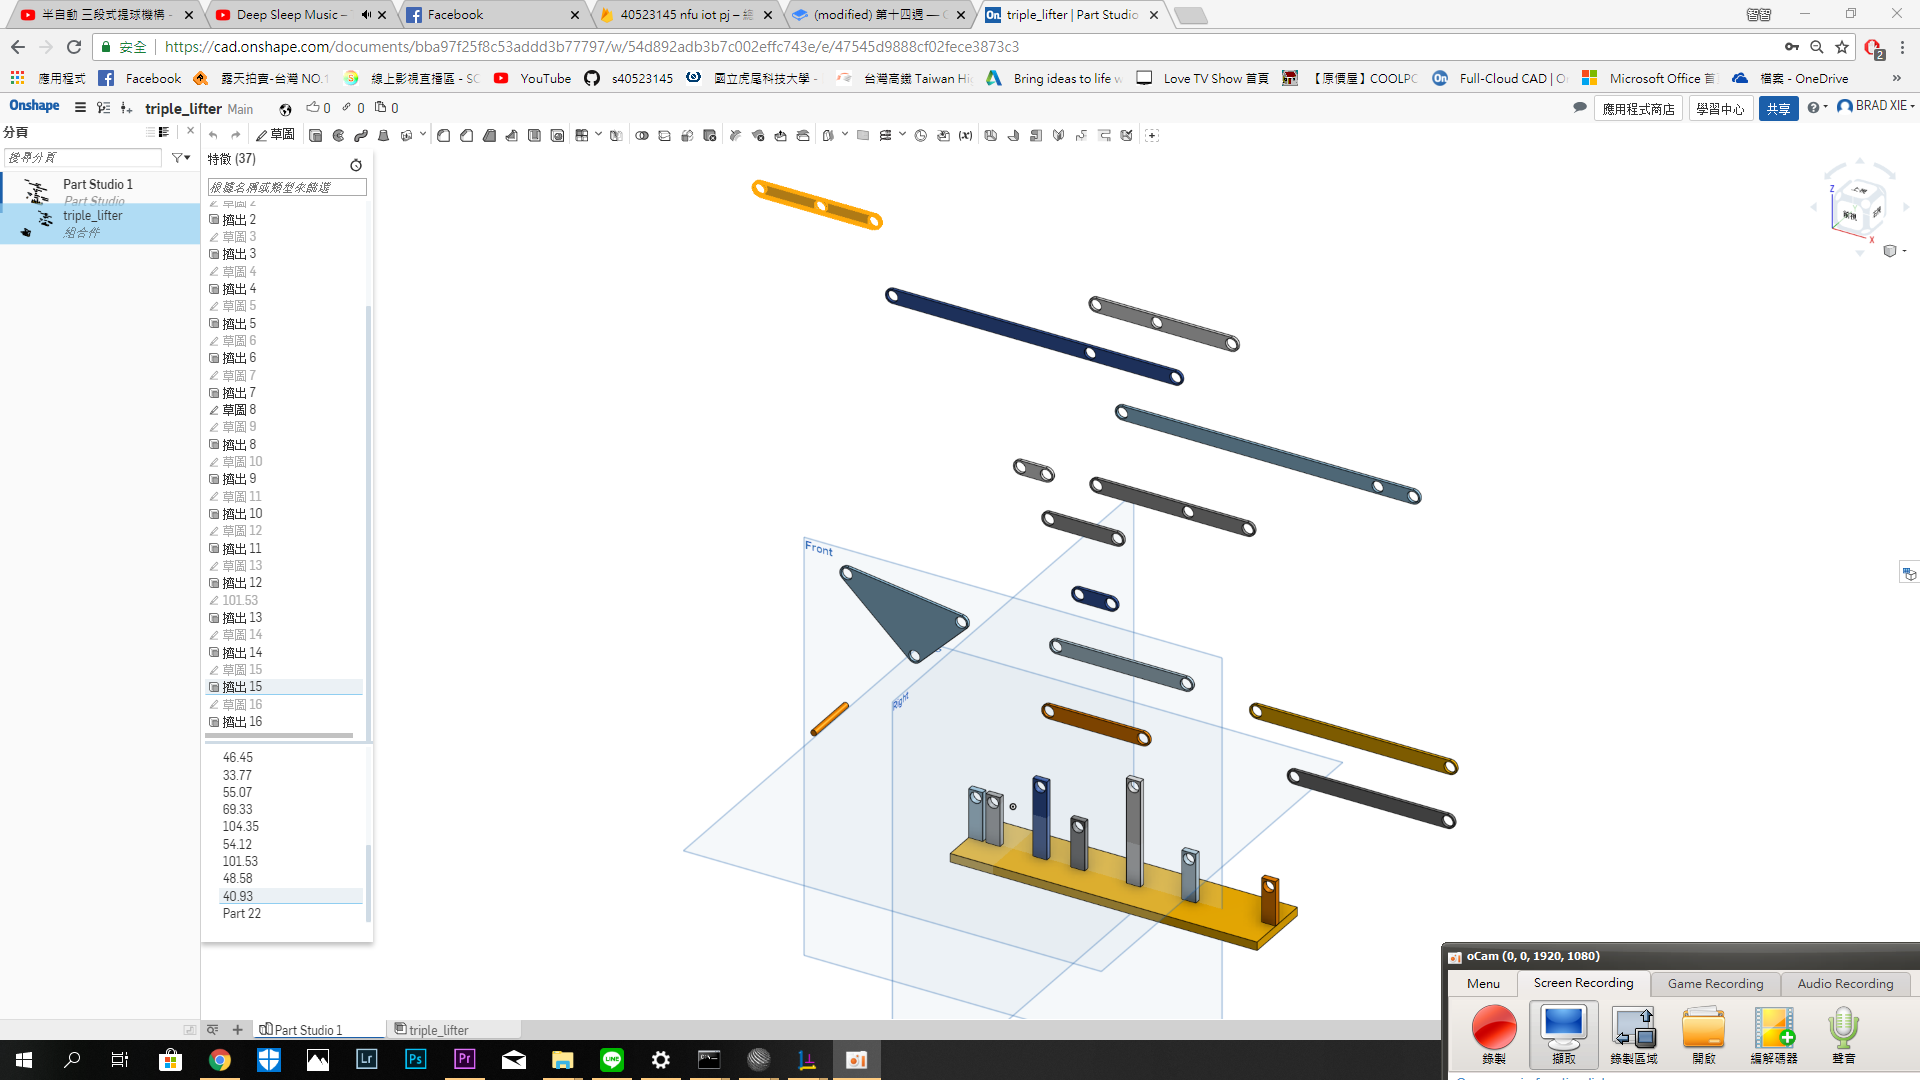 半自動 三段式提球機構 -
Deep Sleep Music –
Facebook
40523145 nfu iot pj – 總
(modified) 第十四週 —
triple_lifter | Part Studio
智智
安全
https://cad.onshape.com/documents/bba97f25f8c53addd3b77797/w/54d892adb3b7c002effc743e/e/47545d9888cf02fece3873c3
2
應用程式
Facebook
露天拍賣-台灣 NO.1
線上影視直播區 - SC
YouTube
s40523145
國立虎尾科技大學 -
台灣高鐵 Taiwan Hi
Bring ideas to life w
Love TV Show 首頁
【原價屋】COOLPC
Full-Cloud CAD | O
Microsoft Office 首
檔案 - OneDrive
»
Onshape
triple_lifter Main
0
0
0
應用程式商店
學習中心
共享
BRAD XIE
分頁
草圖
搜尋分頁
特徵 (37)
根據名稱或類型來篩選
Part Studio 1
Part Studio
triple_lifter
組合件
草圖 2
擠出 2
草圖 3
擠出 3
草圖 4
擠出 4
草圖 5
擠出 5
草圖 6
擠出 6
草圖 7
擠出 7
草圖 8
草圖 9
擠出 8
草圖 10
擠出 9
草圖 11
擠出 10
草圖 12
擠出 11
草圖 13
擠出 12
101.53
擠出 13
草圖 14
擠出 14
草圖 15
擠出 15
草圖 16
擠出 16
46.45
33.77
55.07
69.33
104.35
54.12
101.53
48.58
40.93
Part 22
Front
Right
Z
X
Part Studio 1
triple_lifter
oCam (0, 0, 1920, 1080)
Menu
Screen Recording
Game Recording
Audio Recording
錄製
擷取
錄製區域
開啟
編解碼器
聲音
Lr
Ps
Pr
LINE